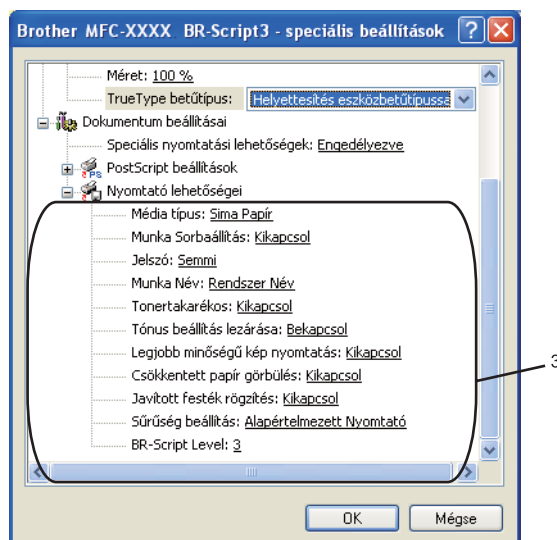 Brother MFC-XXXX BR-Script3 - speciális beállítások
Méret: 100 %
TrueType betűtípus: Helyettesítés eszközbetűtípussa
Dokumentum beállításai
Speciális nyomtatási lehetőségek: Engedélyezve
PostScript beállítások
Nyomtató lehetőségei
Média típus: Sima Papír
Munka Sorbaállítás: Kikapcsol
Jelszó: Semmi
Munka Név: Rendszer Név
Tonertakarékos: Kikapcsol
Tónus beállítás lezárása: Bekapcsol
Legjobb minőségű kép nyomtatás: Kikapcsol
Csökkentett papír görbülés: Kikapcsol
Javított festék rögzítés: Kikapcsol
Sűrűség beállítás: Alapértelmezett Nyomtató
BR-Script Level: 3
3
OK Mégse